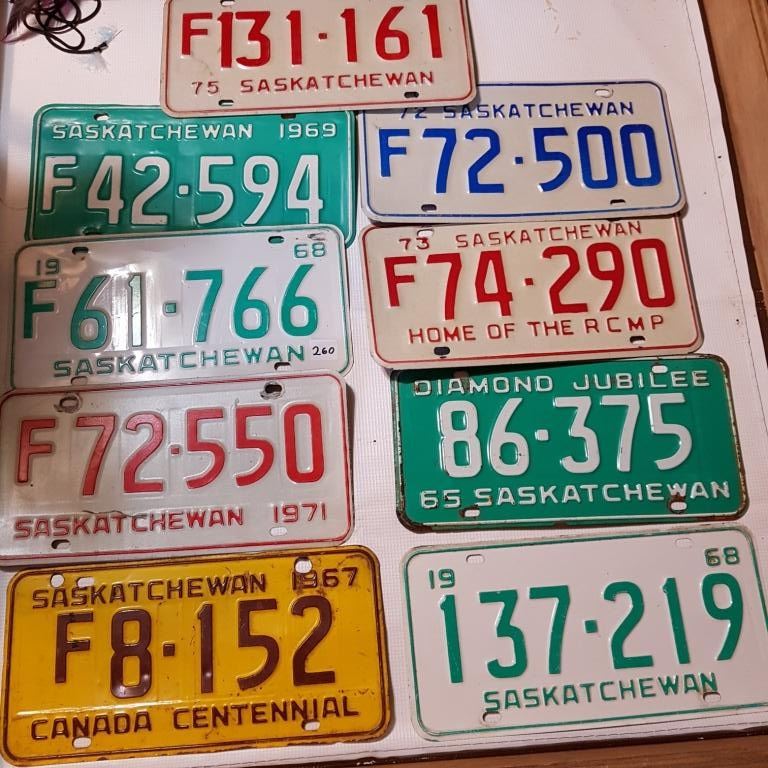 F131·161
75 SASKATCHEWAN
SASKATCHEWAN 1969
F42·594
72 SASKATCHEWAN
F72·500
19 68
F61·766
SASKATCHEWAN 260
73 SASKATCHEWAN
F74·290
HOME OF THE RCMP
F72·550
SASKATCHEWAN 1971
DIAMOND JUBILEE
86·375
65 SASKATCHEWAN
SASKATCHEWAN 1967
F8·152
CANADA CENTENNIAL
19 68
137·219
SASKATCHEWAN